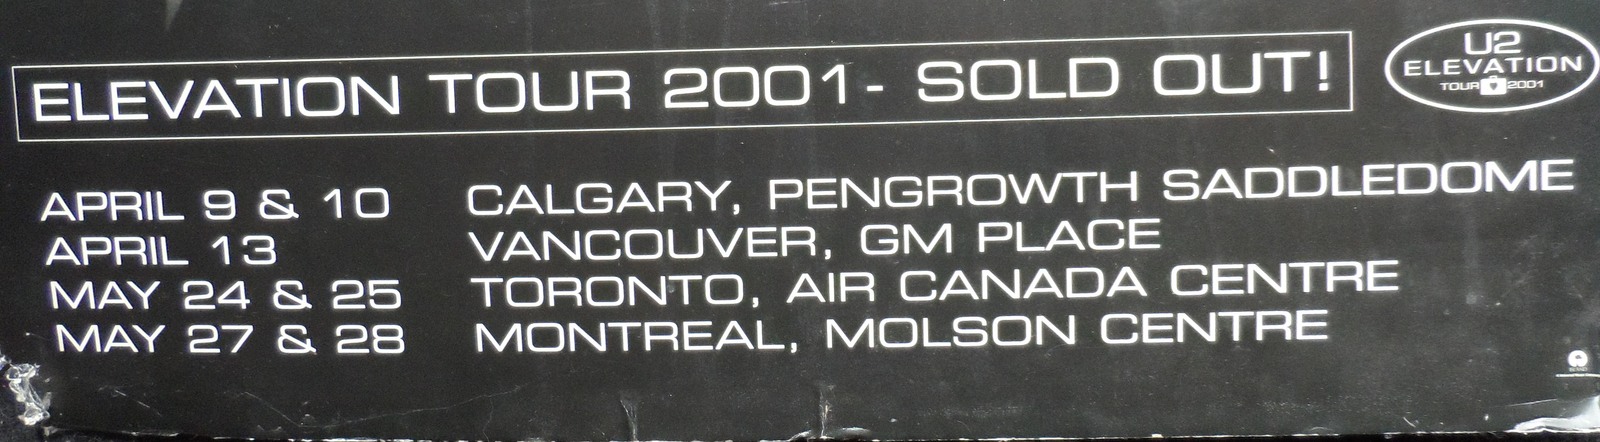 ELEVATION TOUR 2001 - SOLD OUT!
U2
ELEVATION
TOUR 2001
APRIL 9 & 10 CALGARY, PENGROWTH SADDLEDOME
APRIL 13 VANCOUVER, GM PLACE
MAY 24 & 25 TORONTO, AIR CANADA CENTRE
MAY 27 & 28 MONTREAL, MOLSON CENTRE